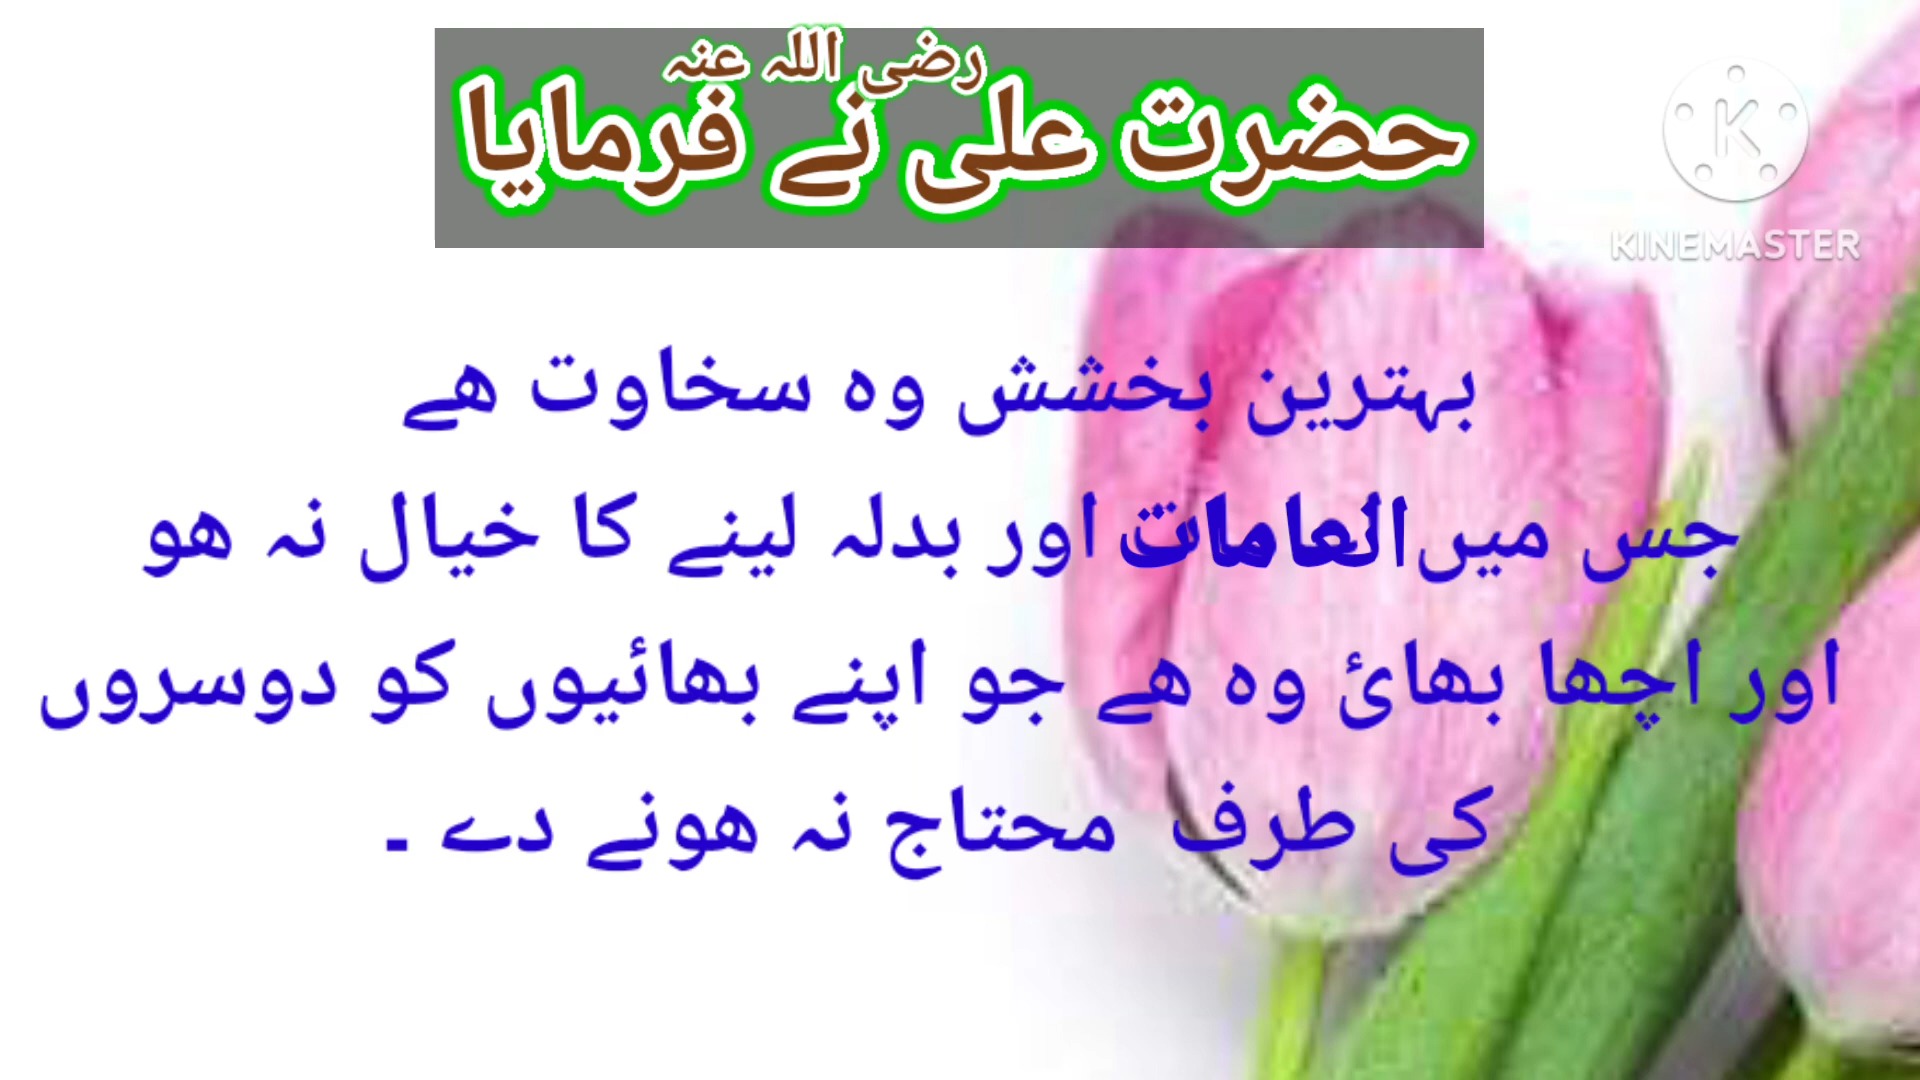 حضرت علی نے فرمایا
رضی اللہ عنہ
KINEMASTER
بہترین بخشش وہ سخاوت ھے
جس میں اور بدلہ لینے کا خیال نہ ھو
اور اچھا بھائ وہ ھے جو اپنے بھائیوں کو دوسروں
کی طرف محتاج نہ ھونے دے ۔